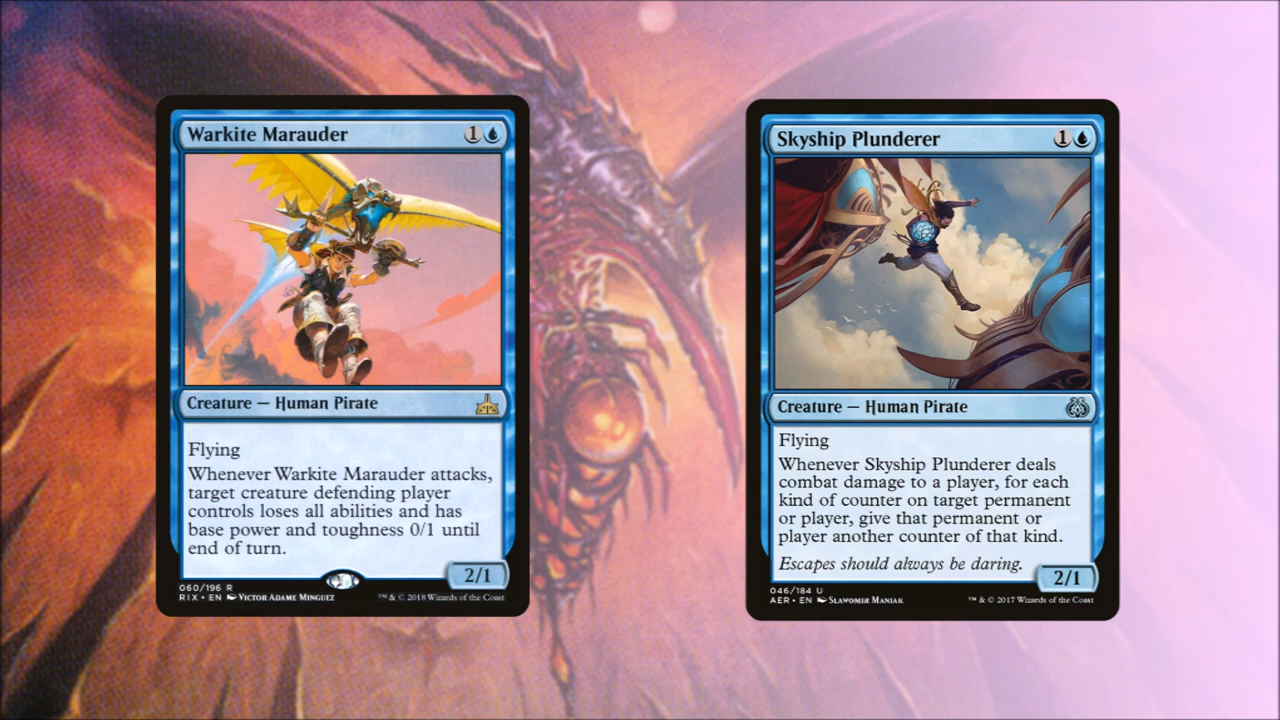 Warkite Marauder 1
Creature — Human Pirate
Flying
Whenever Warkite Marauder attacks,
target creature defending player
controls loses all abilities and has
base power and toughness 0/1 until
end of turn.
2/1
060/196 R
RIX • EN VICTOR ADAME MINGUEZ
™ & © 2018 Wizards of the Coast
Skyship Plunderer 1
Creature — Human Pirate
Flying
Whenever Skyship Plunderer deals
combat damage to a player, for each
kind of counter on target permanent
or player, give that permanent or
player another counter of that kind.
Escapes should always be daring.
2/1
046/184 U
AER • EN SLAWOMIR MANIAK
™ & © 2017 Wizards of the Coast